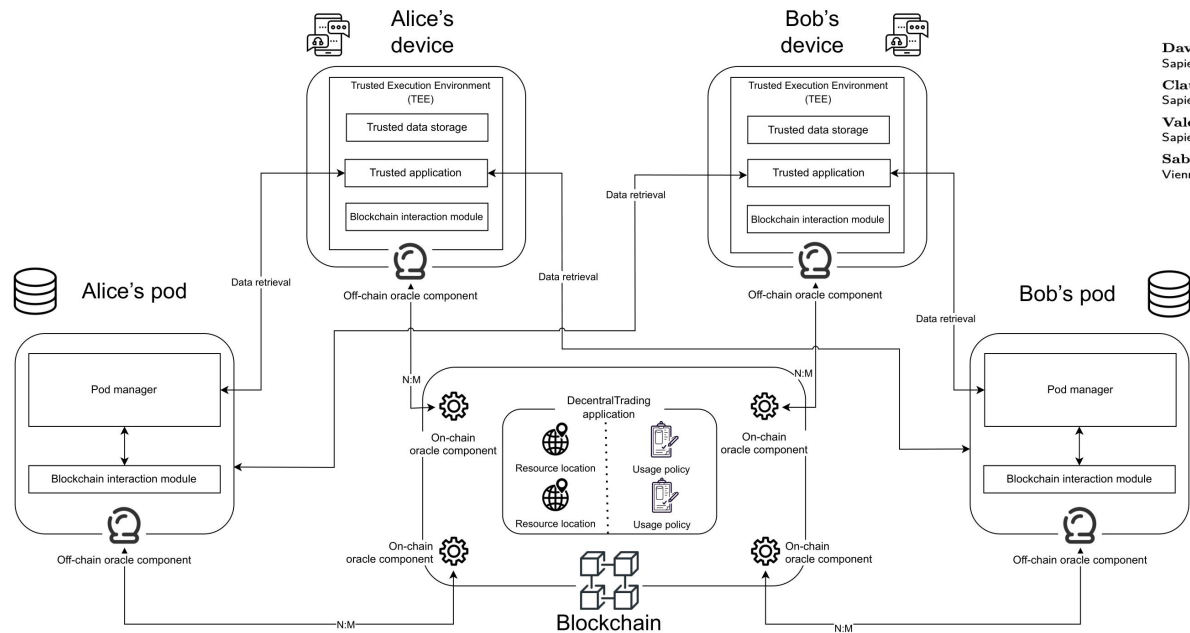 Alice's
device
Bob's
device
Trusted Execution Environment
(TEE)
Trusted data storage
Trusted application
Blockchain interaction module
Off-chain oracle component
Trusted Execution Environment
(TEE)
Trusted data storage
Trusted application
Blockchain interaction module
Off-chain oracle component
Data retrieval
Data retrieval
Data retrieval
Data retrieval
Alice's pod
Pod manager
Blockchain interaction module
Off-chain oracle component
Bob's pod
Pod manager
Blockchain interaction module
Off-chain oracle component
N:M
N:M
DecentralTrading
application
On-chain
oracle component
On-chain
oracle component
Resource location
Usage policy
Resource location
Usage policy
On-chain
oracle component
On-chain
oracle component
Blockchain
N:M
N:M
Sapie
Sapie
Sapie
Vienn